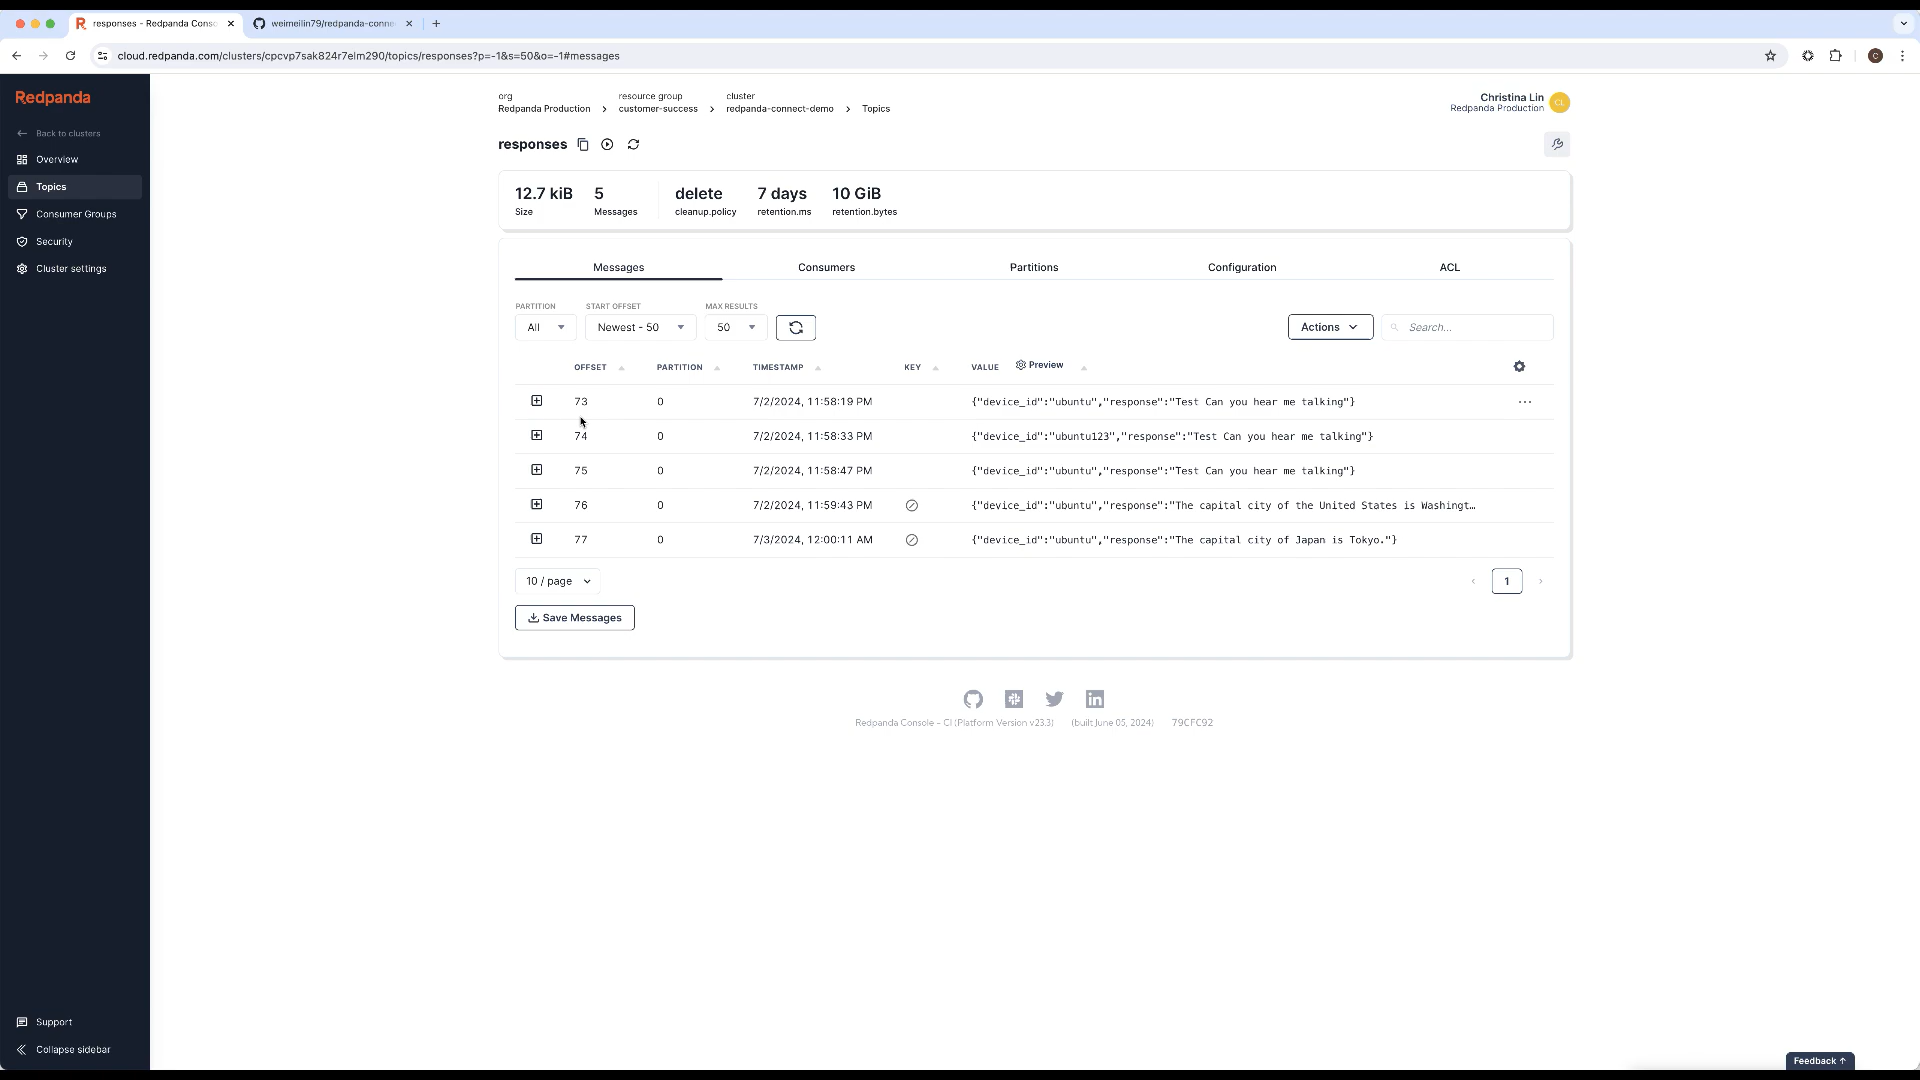 responses - Redpanda Conso
weimeilin79/redpanda-conne
cloud.redpanda.com/clusters/cpcvp7sak824r7elm290/topics/responses?p=-1&s=50&o=-1#messages
Redpanda
Back to clusters
Overview
Topics
Consumer Groups
Security
Cluster settings
Support
Collapse sidebar
org
Redpanda Production
resource group
customer-success
cluster
redpanda-connect-demo
Topics
Christina Lin
Redpanda Production
CL
responses
12.7 kiB 5 delete 7 days 10 GiB
Size Messages cleanup.policy retention.ms retention.bytes
Messages Consumers Partitions Configuration ACL
PARTITION START OFFSET MAX RESULTS
All Newest - 50 50 Actions Search...
OFFSET PARTITION TIMESTAMP KEY VALUE Preview
73 0 7/2/2024, 11:58:19 PM {"device_id":"ubuntu","response":"Test Can you hear me talking"} ...
74 0 7/2/2024, 11:58:33 PM {"device_id":"ubuntu123","response":"Test Can you hear me talking"}
75 0 7/2/2024, 11:58:47 PM {"device_id":"ubuntu","response":"Test Can you hear me talking"}
76 0 7/2/2024, 11:59:43 PM {"device_id":"ubuntu","response":"The capital city of the United States is Washingt…
77 0 7/3/2024, 12:00:11 AM {"device_id":"ubuntu","response":"The capital city of Japan is Tokyo."}
10 / page 1
Save Messages
Redpanda Console - CI (Platform Version v23.3) (built June 05, 2024) 79CFC92
Feedback ↑